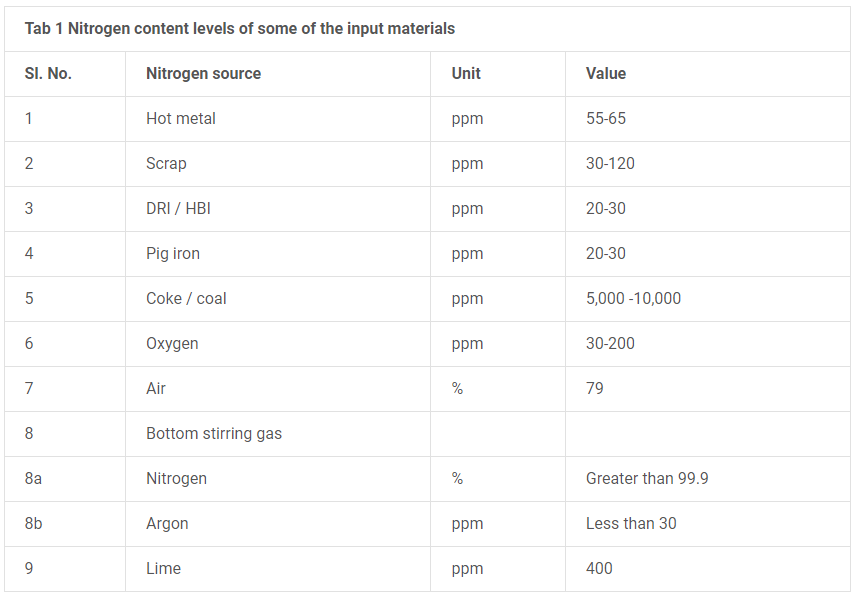 Tab 1 Nitrogen content levels of some of the input materials
Sl. No. Nitrogen source Unit Value
1 Hot metal ppm 55-65
2 Scrap ppm 30-120
3 DRI / HBI ppm 20-30
4 Pig iron ppm 20-30
5 Coke / coal ppm 5,000 -10,000
6 Oxygen ppm 30-200
7 Air % 79
8 Bottom stirring gas
8a Nitrogen % Greater than 99.9
8b Argon ppm Less than 30
9 Lime ppm 400